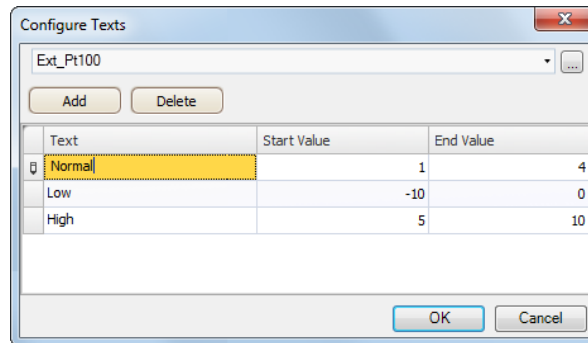 Configure Texts
Ext_Pt100
...
Add Delete
Text Start Value End Value
Normal 1 4
Low -10 0
High 5 10
OK Cancel